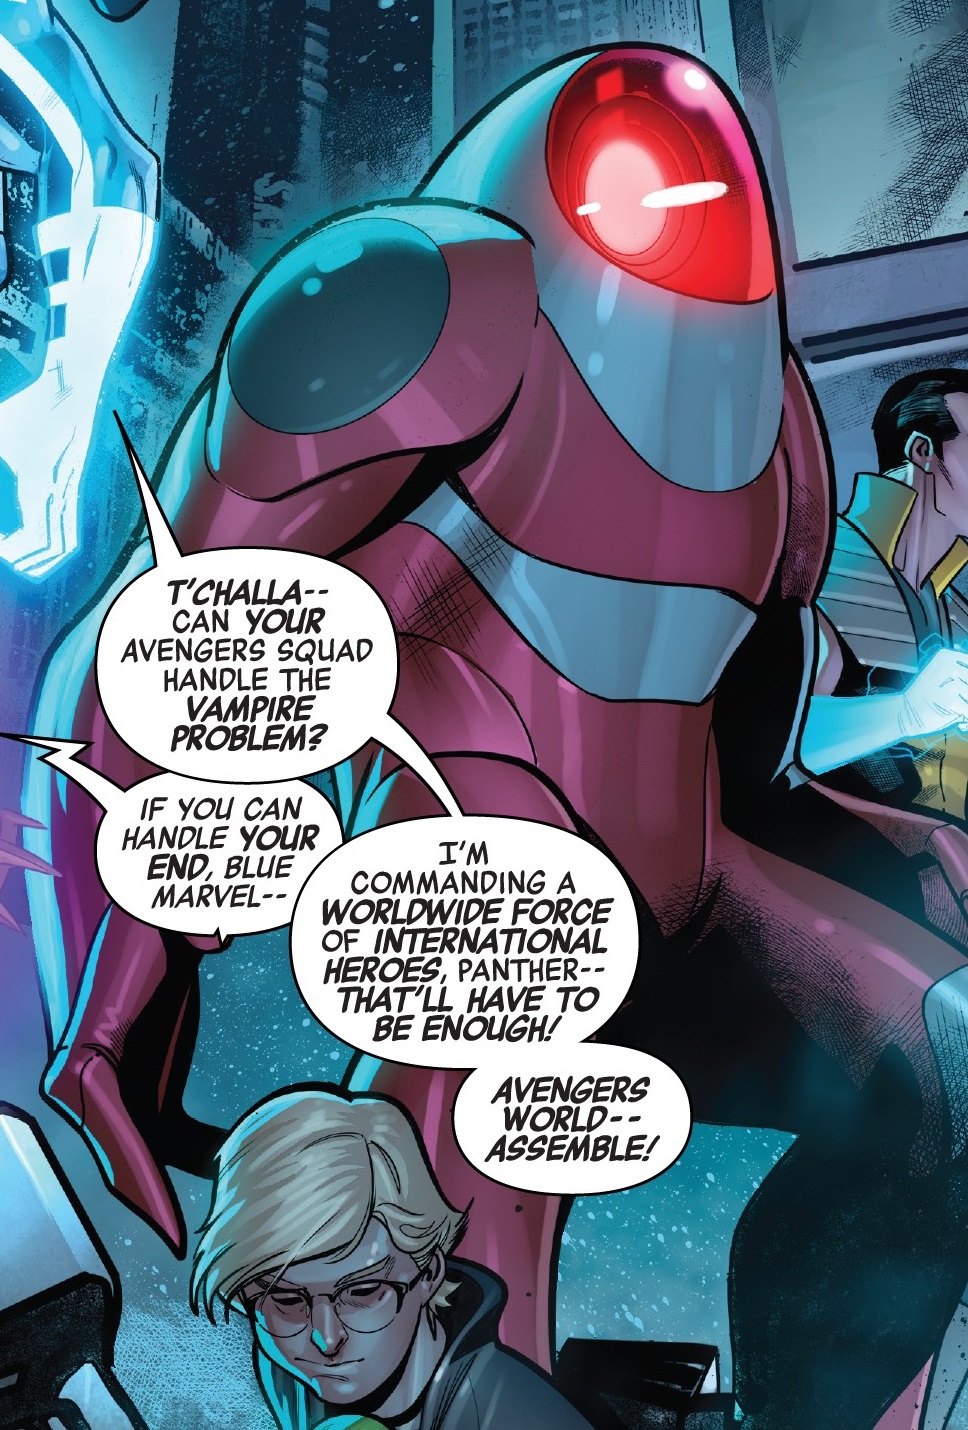 T'CHALLA--
CAN YOUR
AVENGERS SQUAD
HANDLE THE
VAMPIRE
PROBLEM?
IF YOU CAN
HANDLE YOUR
END, BLUE
MARVEL--
I'M
COMMANDING A
WORLDWIDE FORCE
OF INTERNATIONAL
HEROES, PANTHER--
THAT'LL HAVE TO
BE ENOUGH!
AVENGERS
WORLD--
ASSEMBLE!